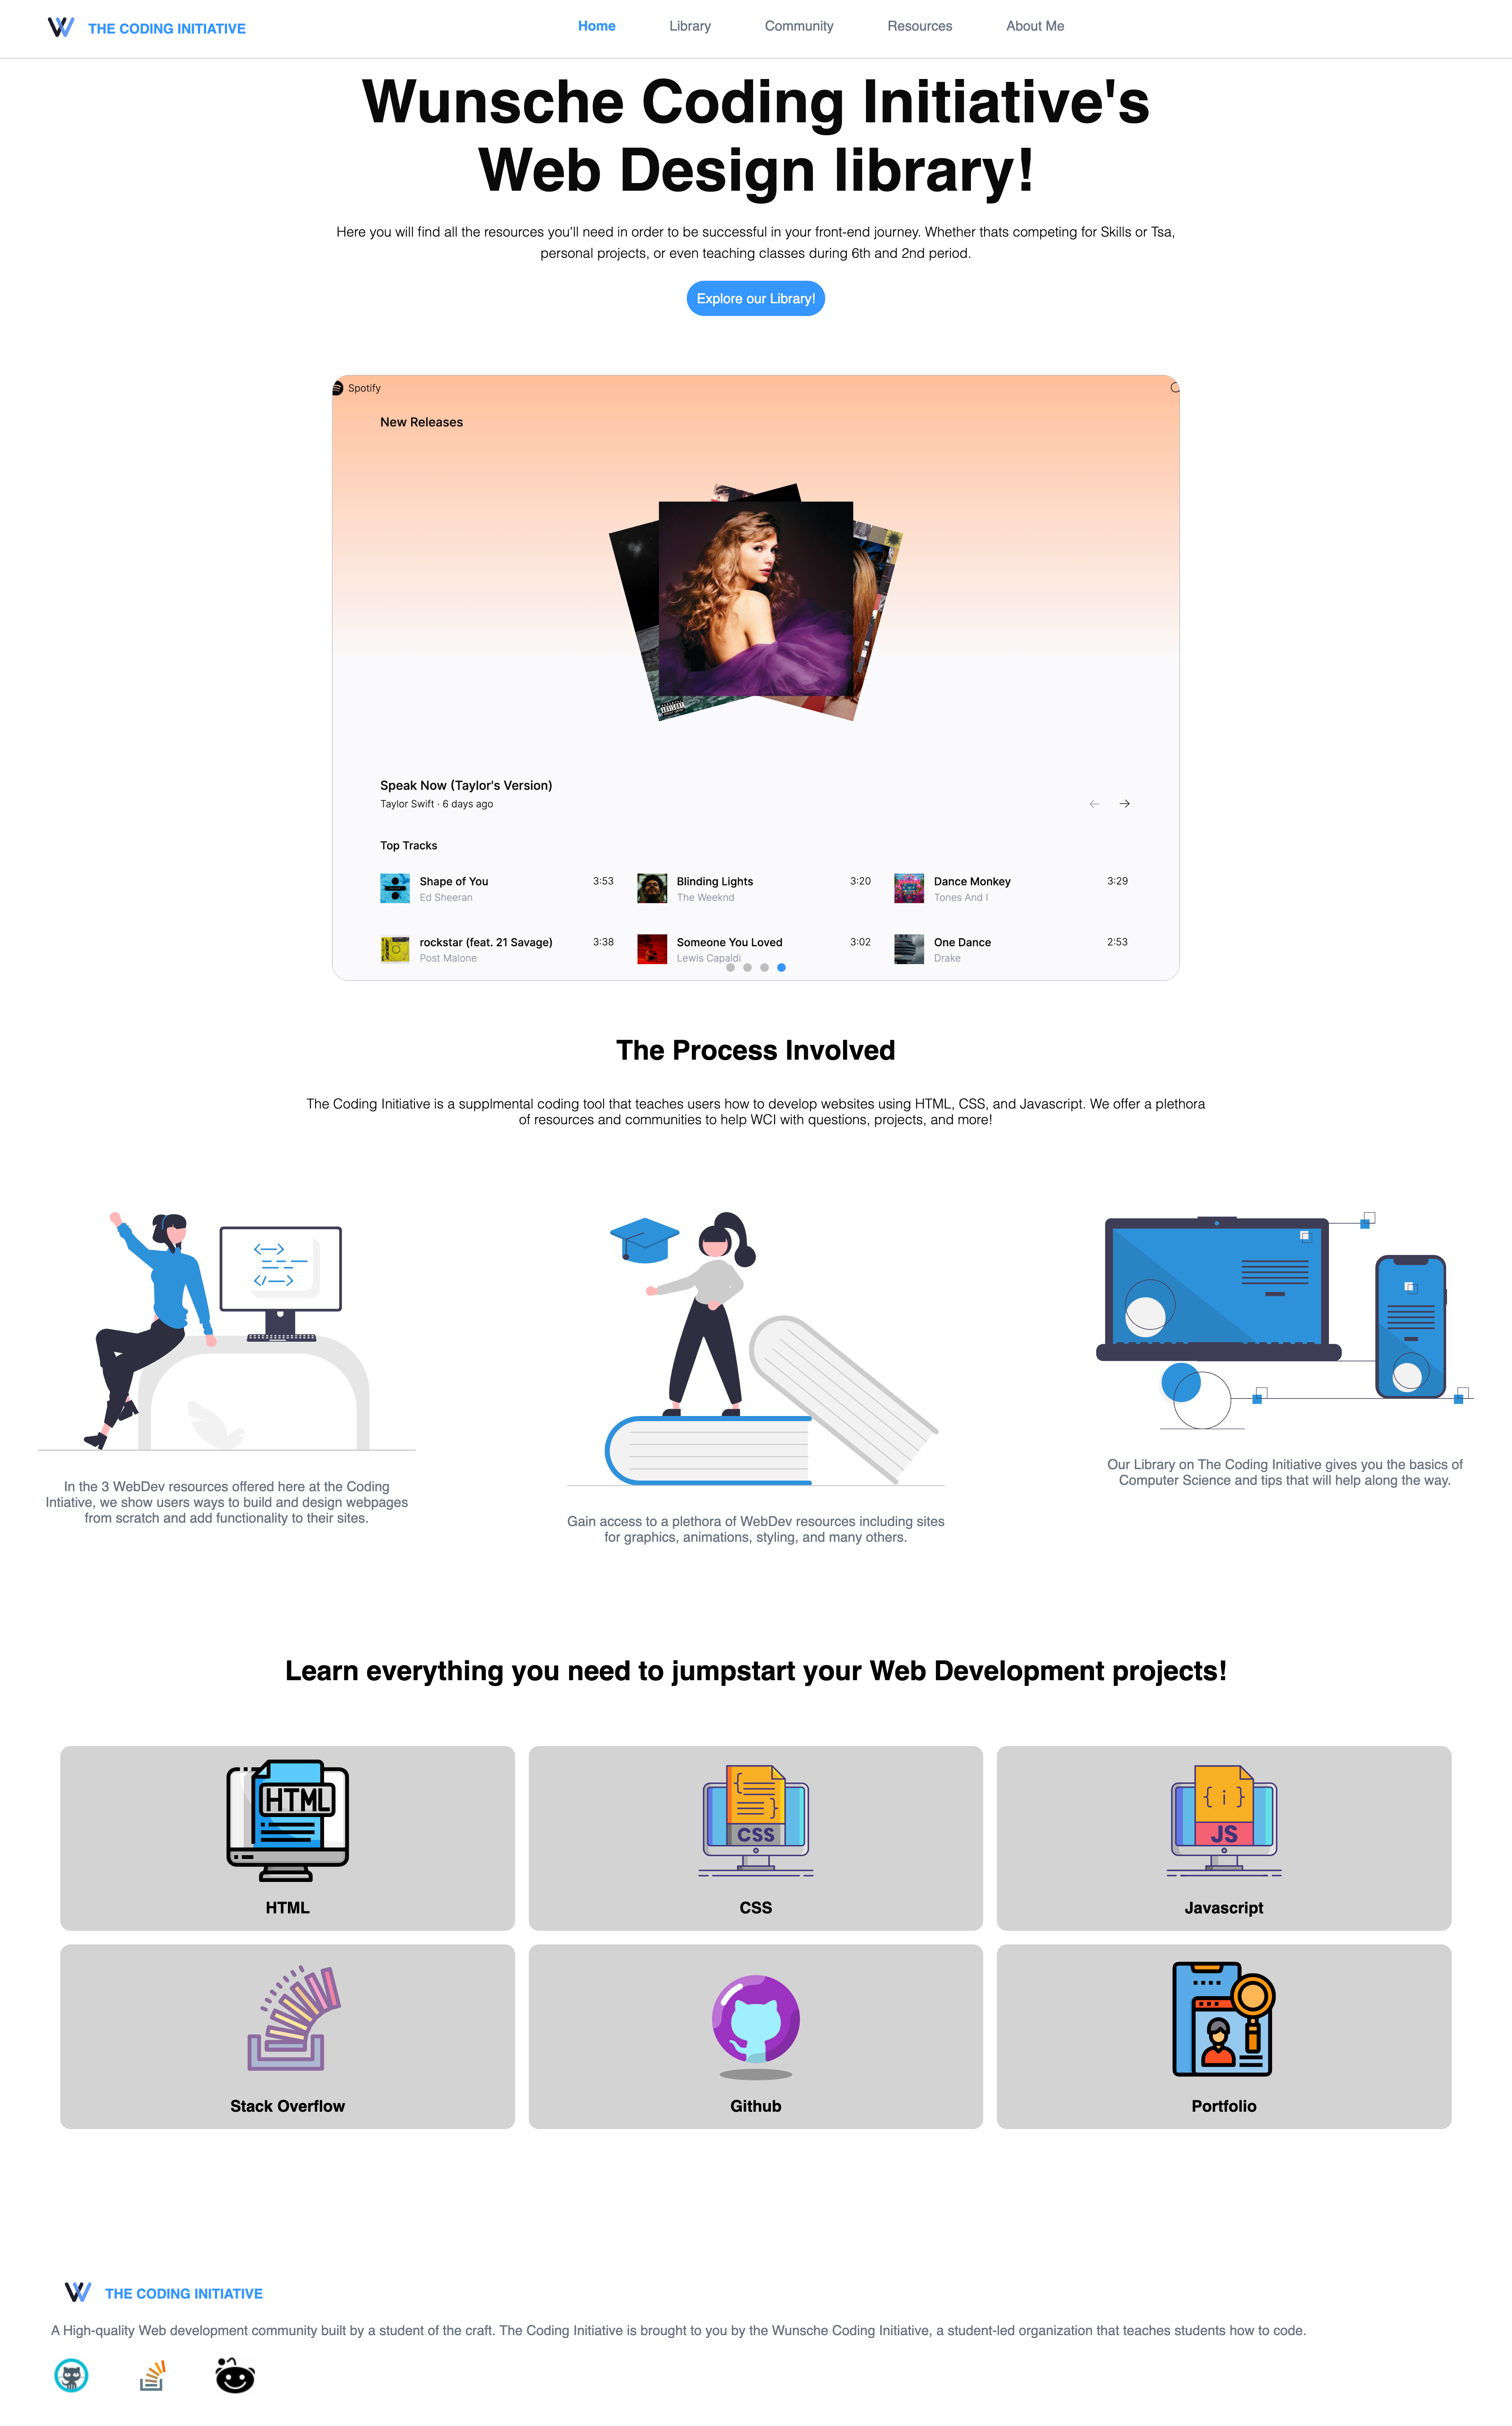 THE CODING INITIATIVE
Home
Library
Community
Resources
About Me
Wunsche Coding Initiative's
Web Design library!
Here you will find all the resources you'll need in order to be successful in your front-end journey. Whether thats competing for Skills or Tsa,
personal projects, or even teaching classes during 6th and 2nd period.
Explore our Library!
Spotify
New Releases
Speak Now (Taylor's Version)
Taylor Swift · 6 days ago
Top Tracks
Shape of You 3:53
Ed Sheeran
Blinding Lights 3:20
The Weeknd
Dance Monkey 3:29
Tones And I
rockstar (feat. 21 Savage) 3:38
Post Malone
Someone You Loved 3:02
Lewis Capaldi
One Dance 2:53
Drake
The Process Involved
The Coding Initiative is a supplmental coding tool that teaches users how to develop websites using HTML, CSS, and Javascript. We offer a plethora
of resources and communities to help WCI with questions, projects, and more!
In the 3 WebDev resources offered here at the Coding
Intiative, we show users ways to build and design webpages
from scratch and add functionality to their sites.
Gain access to a plethora of WebDev resources including sites
for graphics, animations, styling, and many others.
Our Library on The Coding Initiative gives you the basics of
Computer Science and tips that will help along the way.
Learn everything you need to jumpstart your Web Development projects!
HTML
HTML
CSS
CSS
JS
Javascript
Stack Overflow
Github
Portfolio
THE CODING INITIATIVE
A High-quality Web development community built by a student of the craft. The Coding Initiative is brought to you by the Wunsche Coding Initiative, a student-led organization that teaches students how to code.